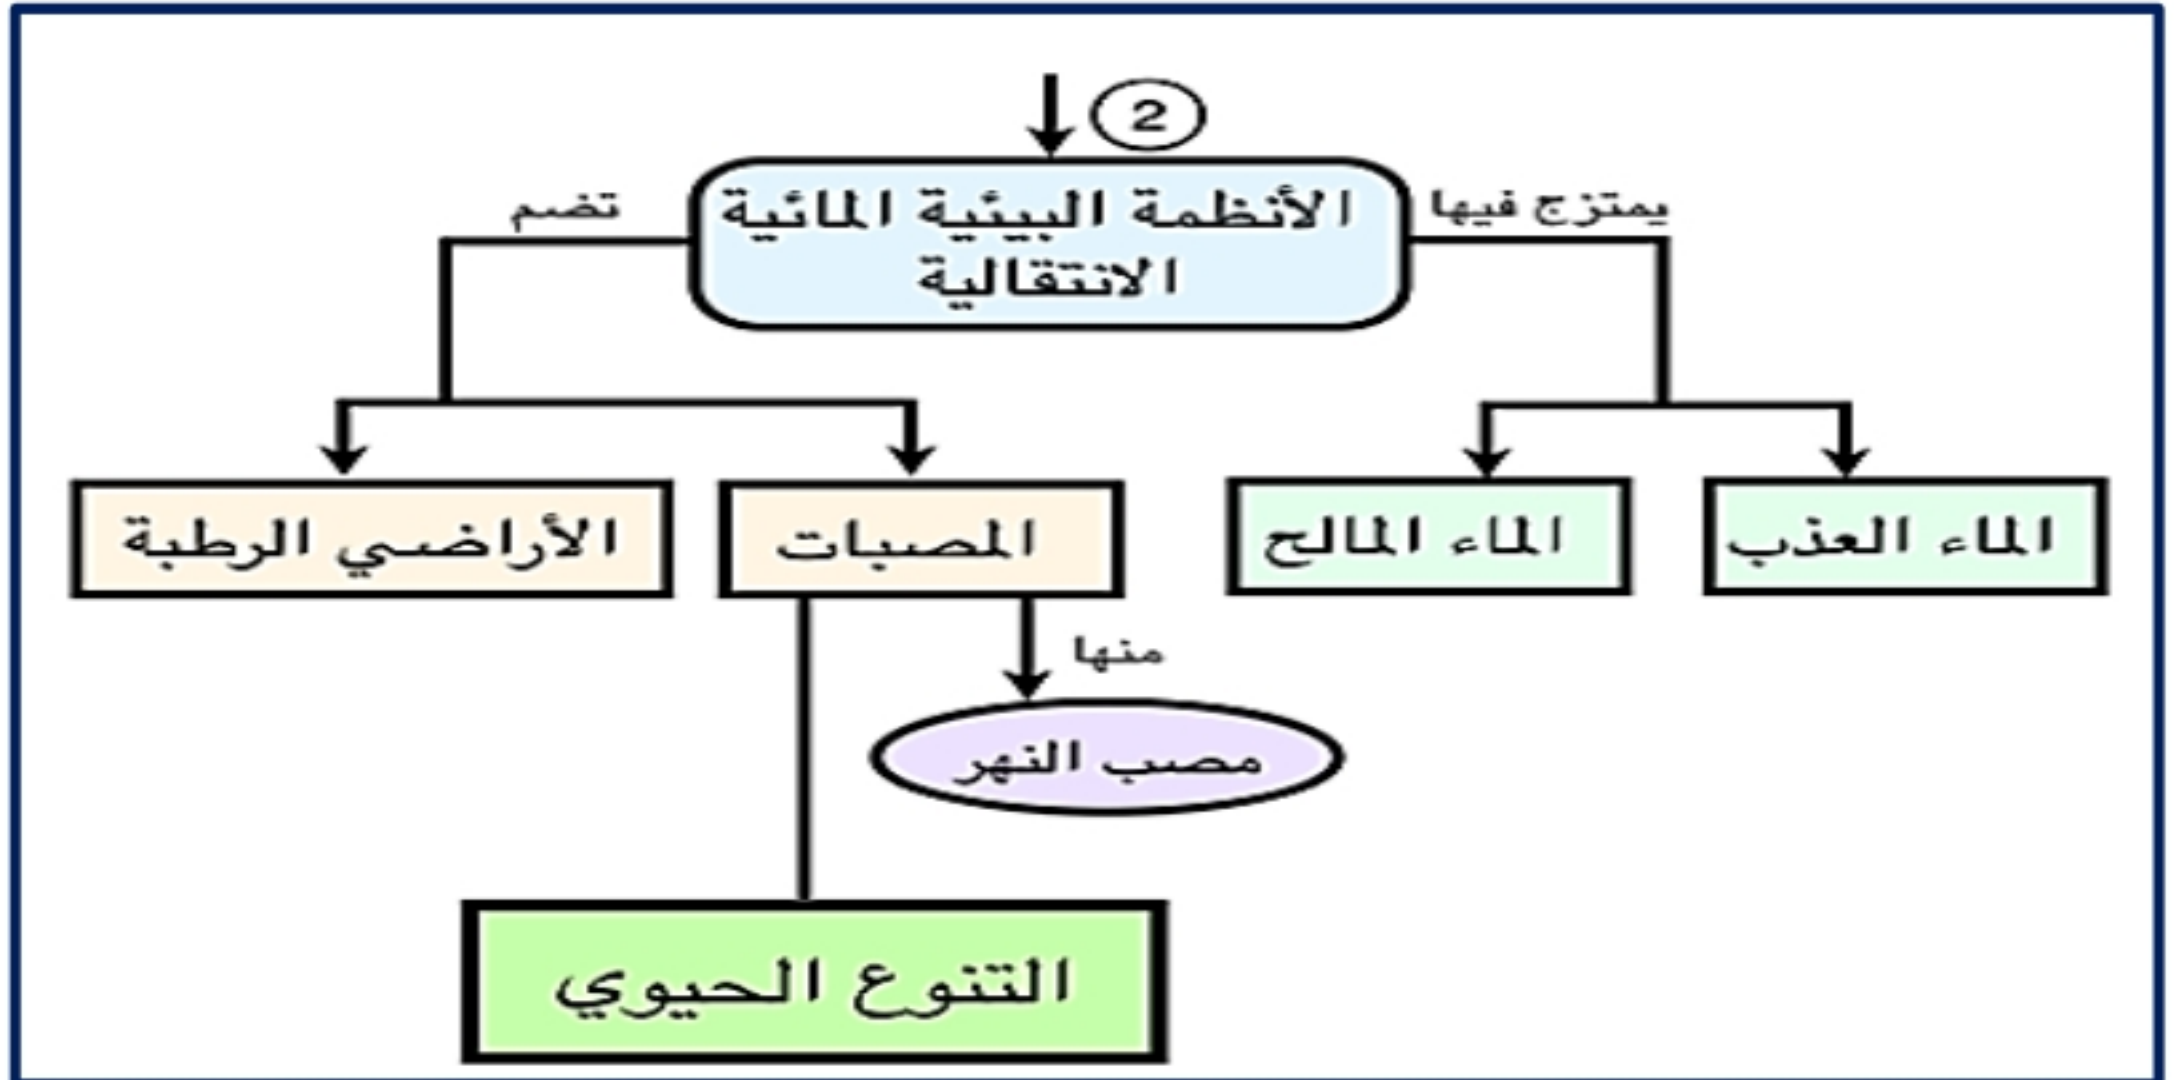 2
الأنظمة البيئية المائية
الانتقالية
يمتزج فيها
تضم
الماء العذب
الماء المالح
المصبات
الأراضي الرطبة
منها
مصب النهر
التنوع الحيوي